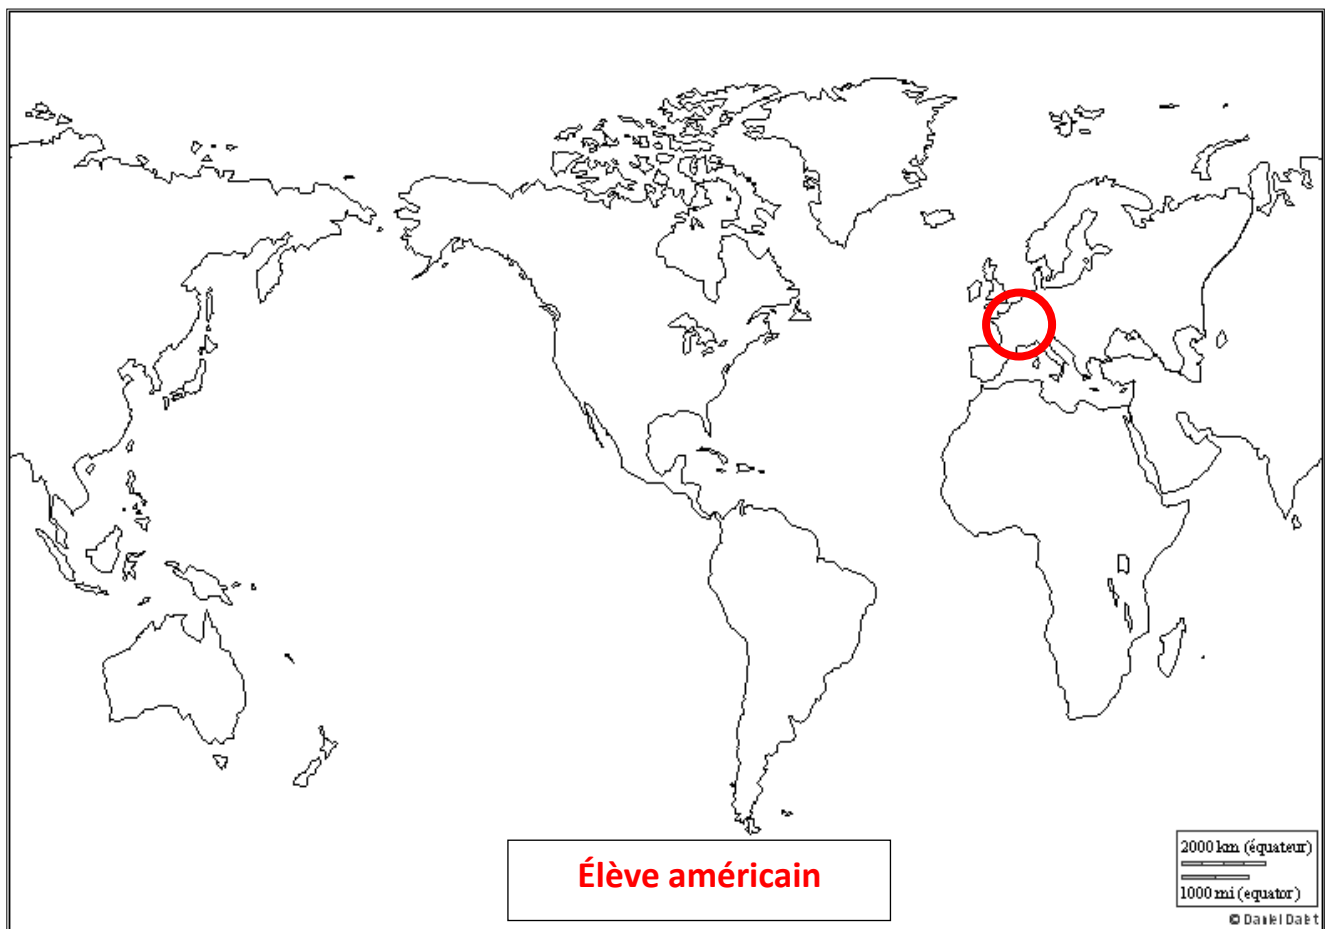 Élève américain
2000 km (équateur)
1000 mi (equator)
© Daniel Dalet